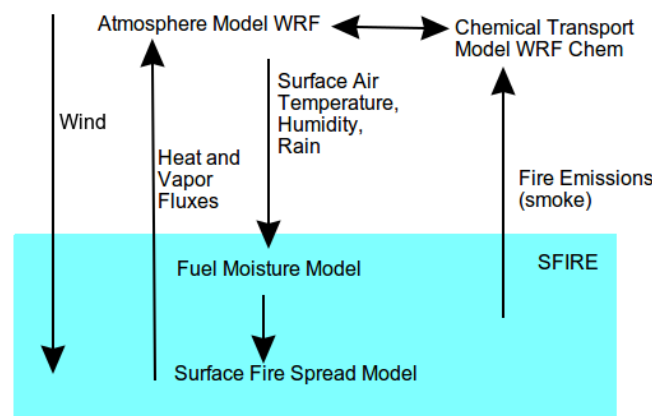 Atmosphere Model WRF
Chemical Transport
Model WRF Chem
Surface Air
Temperature,
Humidity,
Rain
Wind
Heat and
Vapor
Fluxes
Fire Emissions
(smoke)
SFIRE
Fuel Moisture Model
Surface Fire Spread Model